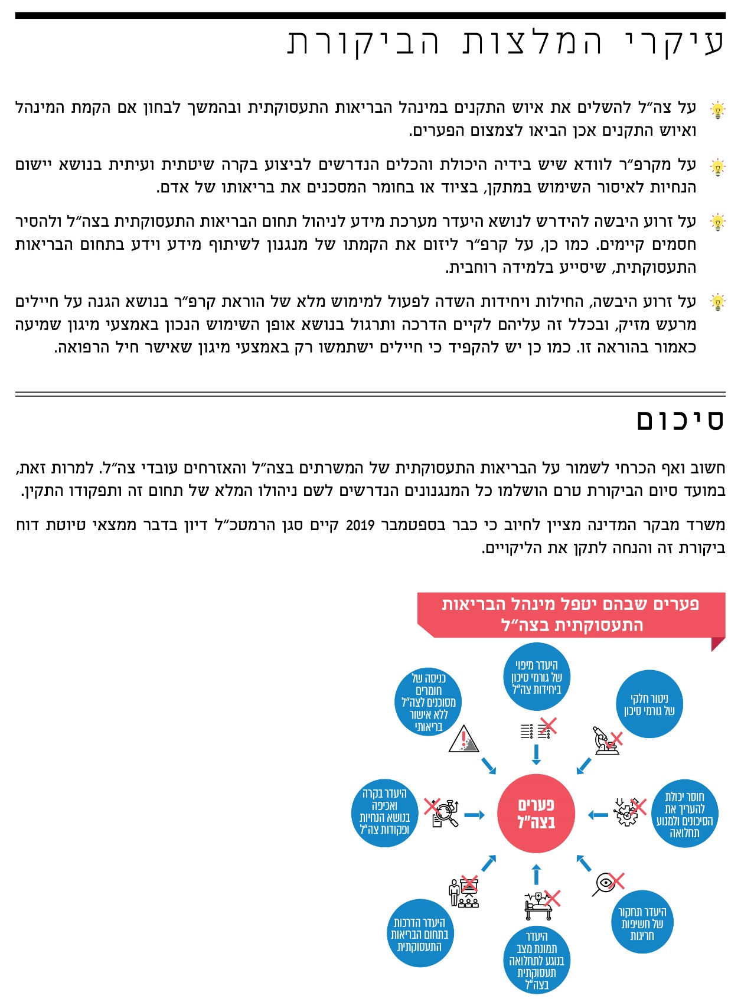 עיקרי המלצות הביקורת
על צה"ל להשלים את איוש התקנים במינהל הבריאות התעסוקתית ובהמשך לבחון אם הקמת המינהל
ואיוש התקנים אכן הביאו לצמצום הפערים.
על מקרפ"ר לוודא שיש בידיה היכולת והכלים הנדרשים לביצוע בקרה שיטתית ועיתית בנושא יישום
הנחיות לאיסור השימוש במתקן, בציוד או בחומר המסכנים את בריאותו של אדם.
על זרוע היבשה להידרש לנושא היעדר מערכת מידע לניהול תחום הבריאות התעסוקתית בצה"ל ולהסיר
חסמים קיימים. כמו כן, על קרפ"ר ליזום את הקמתו של מנגנון לשיתוף מידע וידע בתחום הבריאות
התעסוקתית, שיסייע בלמידה רוחבית.
על זרוע היבשה, החילות ויחידות השדה לפעול למימוש מלא של הוראת קרפ"ר בנושא הגנה על חיילים
מרעש מזיק, ובכלל זה עליהם לקיים הדרכה ותרגול בנושא אופן השימוש הנכון באמצעי מיגון שמיעה
כאמור בהוראה זו. כמו כן יש להקפיד כי חיילים ישתמשו רק באמצעי מיגון שאישר חיל הרפואה.
סיכום
חשוב ואף הכרחי לשמור על הבריאות התעסוקתית של המשרתים בצה"ל והאזרחים עובדי צה"ל. למרות זאת,
במועד סיום הביקורת טרם הושלמו כל המנגנונים הנדרשים לשם ניהולו המלא של תחום זה ותפקודו התקין.
משרד מבקר המדינה מציין לחיוב כי כבר בספטמבר 2019 קיים סגן הרמטכ"ל דיון בדבר ממצאי טיוטת דוח
ביקורת זה והנחה לתקן את הליקויים.
פערים שבהם יטפל מינהל הבריאות
התעסוקתית בצה"ל
היעדר מיפוי
של גורמי סיכון
ביחידות צה"ל
ניטור חלקי
של גורמי סיכון
חוסר יכולת
להעריך את
הסיכונים ולמנוע
תחלואה
היעדר תחקור
של חשיפות
חריגות
היעדר
תמונת מצב
בנוגע לתחלואה
תעסוקתית
בצה"ל
היעדר הדרכות
בתחום הבריאות
התעסוקתית
היעדר בקרה
ואכיפה
בנושא הנחיות
ופקודות צה"ל
כניסה של
חומרים
מסוכנים לצה"ל
ללא אישור
בריאותי
פערים
בצה"ל